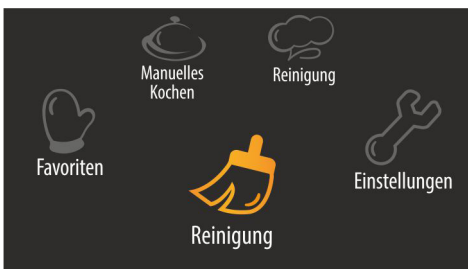 Manuelles
Kochen
Reinigung
Favoriten
Einstellungen
Reinigung